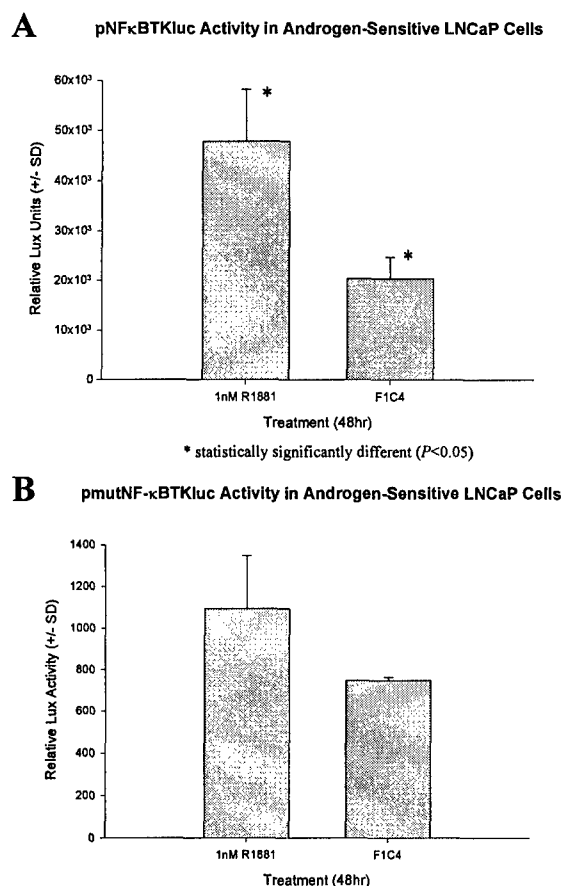 A
pNFκBTKluc Activity in Androgen-Sensitive LNCaP Cells
Relative Lux Units (+/- SD)
60x10³
50x10³
40x10³
30x10³
20x10³
10x10³
0
*
*
1nM R1881
F1C4
Treatment (48hr)
* statistically significantly different (P<0.05)
B
pmutNF-κBTKluc Activity in Androgen-Sensitive LNCaP Cells
Relative Lux Activity (+/- SD)
1400
1200
1000
800
600
400
200
0
1nM R1881
F1C4
Treatment (48hr)